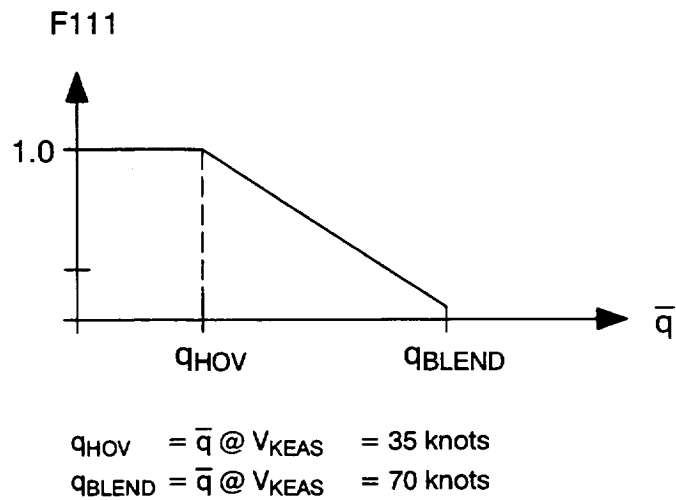 F111
1.0
q̅
qHOV qBLEND
qHOV = q̅ @ VKEAS = 35 knots
qBLEND = q̅ @ VKEAS = 70 knots